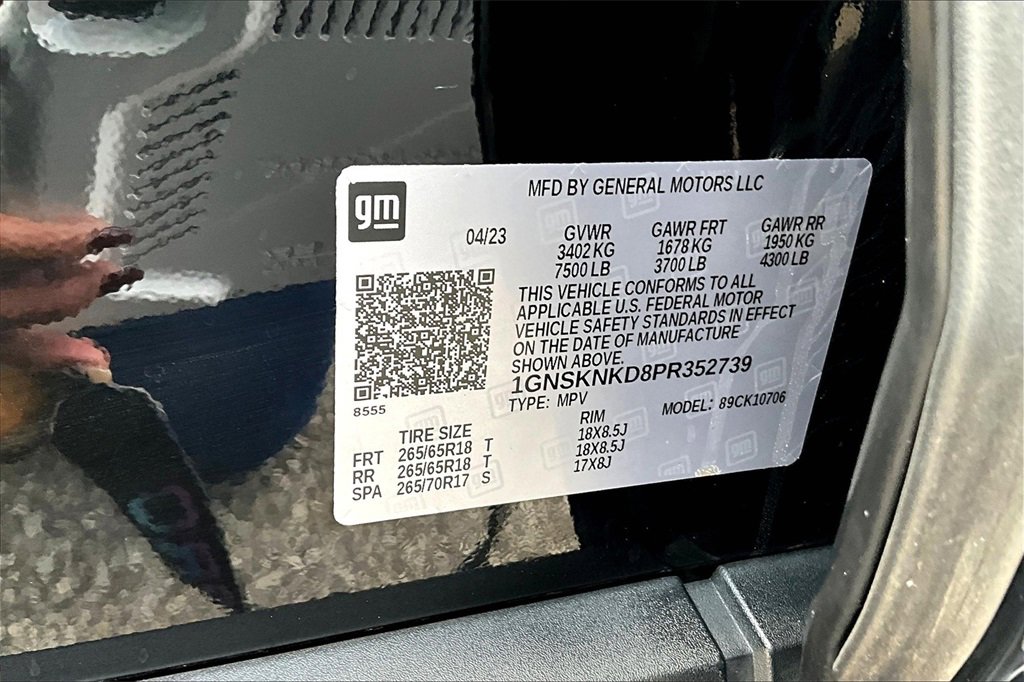 gm
MFD BY GENERAL MOTORS LLC
04/23 GVWR GAWR FRT GAWR RR
3402 KG 1678 KG 1950 KG
7500 LB 3700 LB 4300 LB
THIS VEHICLE CONFORMS TO ALL
APPLICABLE U.S. FEDERAL MOTOR
VEHICLE SAFETY STANDARDS IN EFFECT
ON THE DATE OF MANUFACTURE
SHOWN ABOVE.
1GNSKNKD8PR352739
8555
TYPE: MPV MODEL: 89CK10706
TIRE SIZE RIM
FRT 265/65R18 T 18X8.5J
RR 265/65R18 T 18X8.5J
SPA 265/70R17 S 17X8J